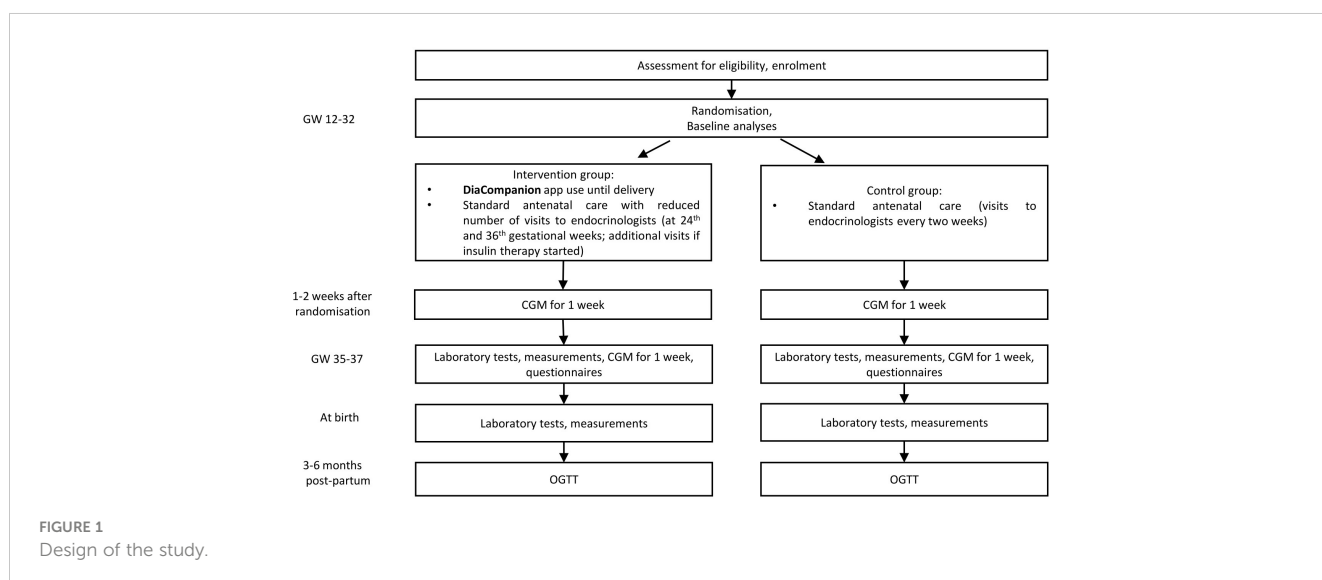 Assessment for eligibility, enrolment
GW 12-32
Randomisation,
Baseline analyses
Intervention group:
• DiaCompanion app use until delivery
• Standard antenatal care with reduced
number of visits to endocrinologists (at 24th
and 36th gestational weeks; additional visits if
insulin therapy started)
Control group:
• Standard antenatal care (visits to
endocrinologists every two weeks)
1-2 weeks after
randomisation
CGM for 1 week
CGM for 1 week
GW 35-37
Laboratory tests, measurements, CGM for 1 week,
questionnaires
Laboratory tests, measurements, CGM for 1 week,
questionnaires
At birth
Laboratory tests, measurements
Laboratory tests, measurements
3-6 months
post-partum
OGTT
OGTT
FIGURE 1
Design of the study.